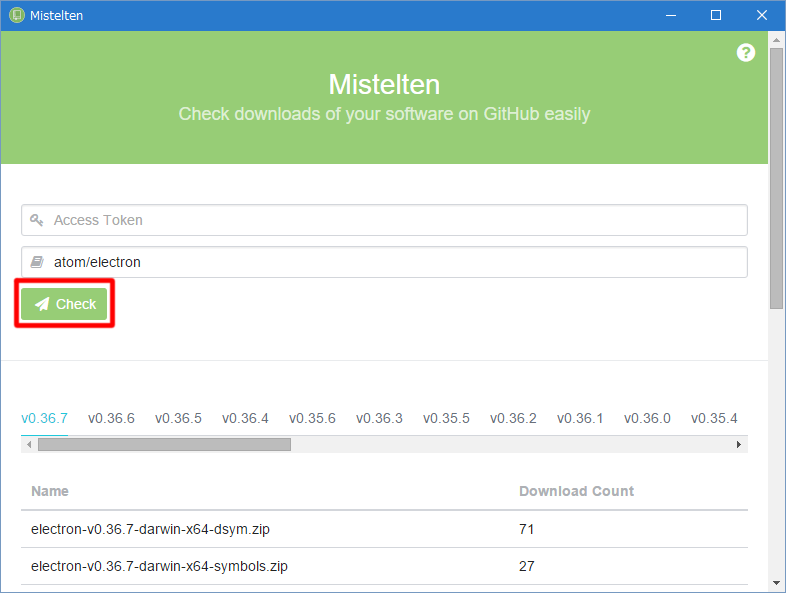 Mistelten
?
Mistelten
Check downloads of your software on GitHub easily
Access Token
atom/electron
Check
v0.36.7 v0.36.6 v0.36.5 v0.36.4 v0.35.6 v0.36.3 v0.35.5 v0.36.2 v0.36.1 v0.36.0 v0.35.4
Name Download Count
electron-v0.36.7-darwin-x64-dsym.zip 71
electron-v0.36.7-darwin-x64-symbols.zip 27